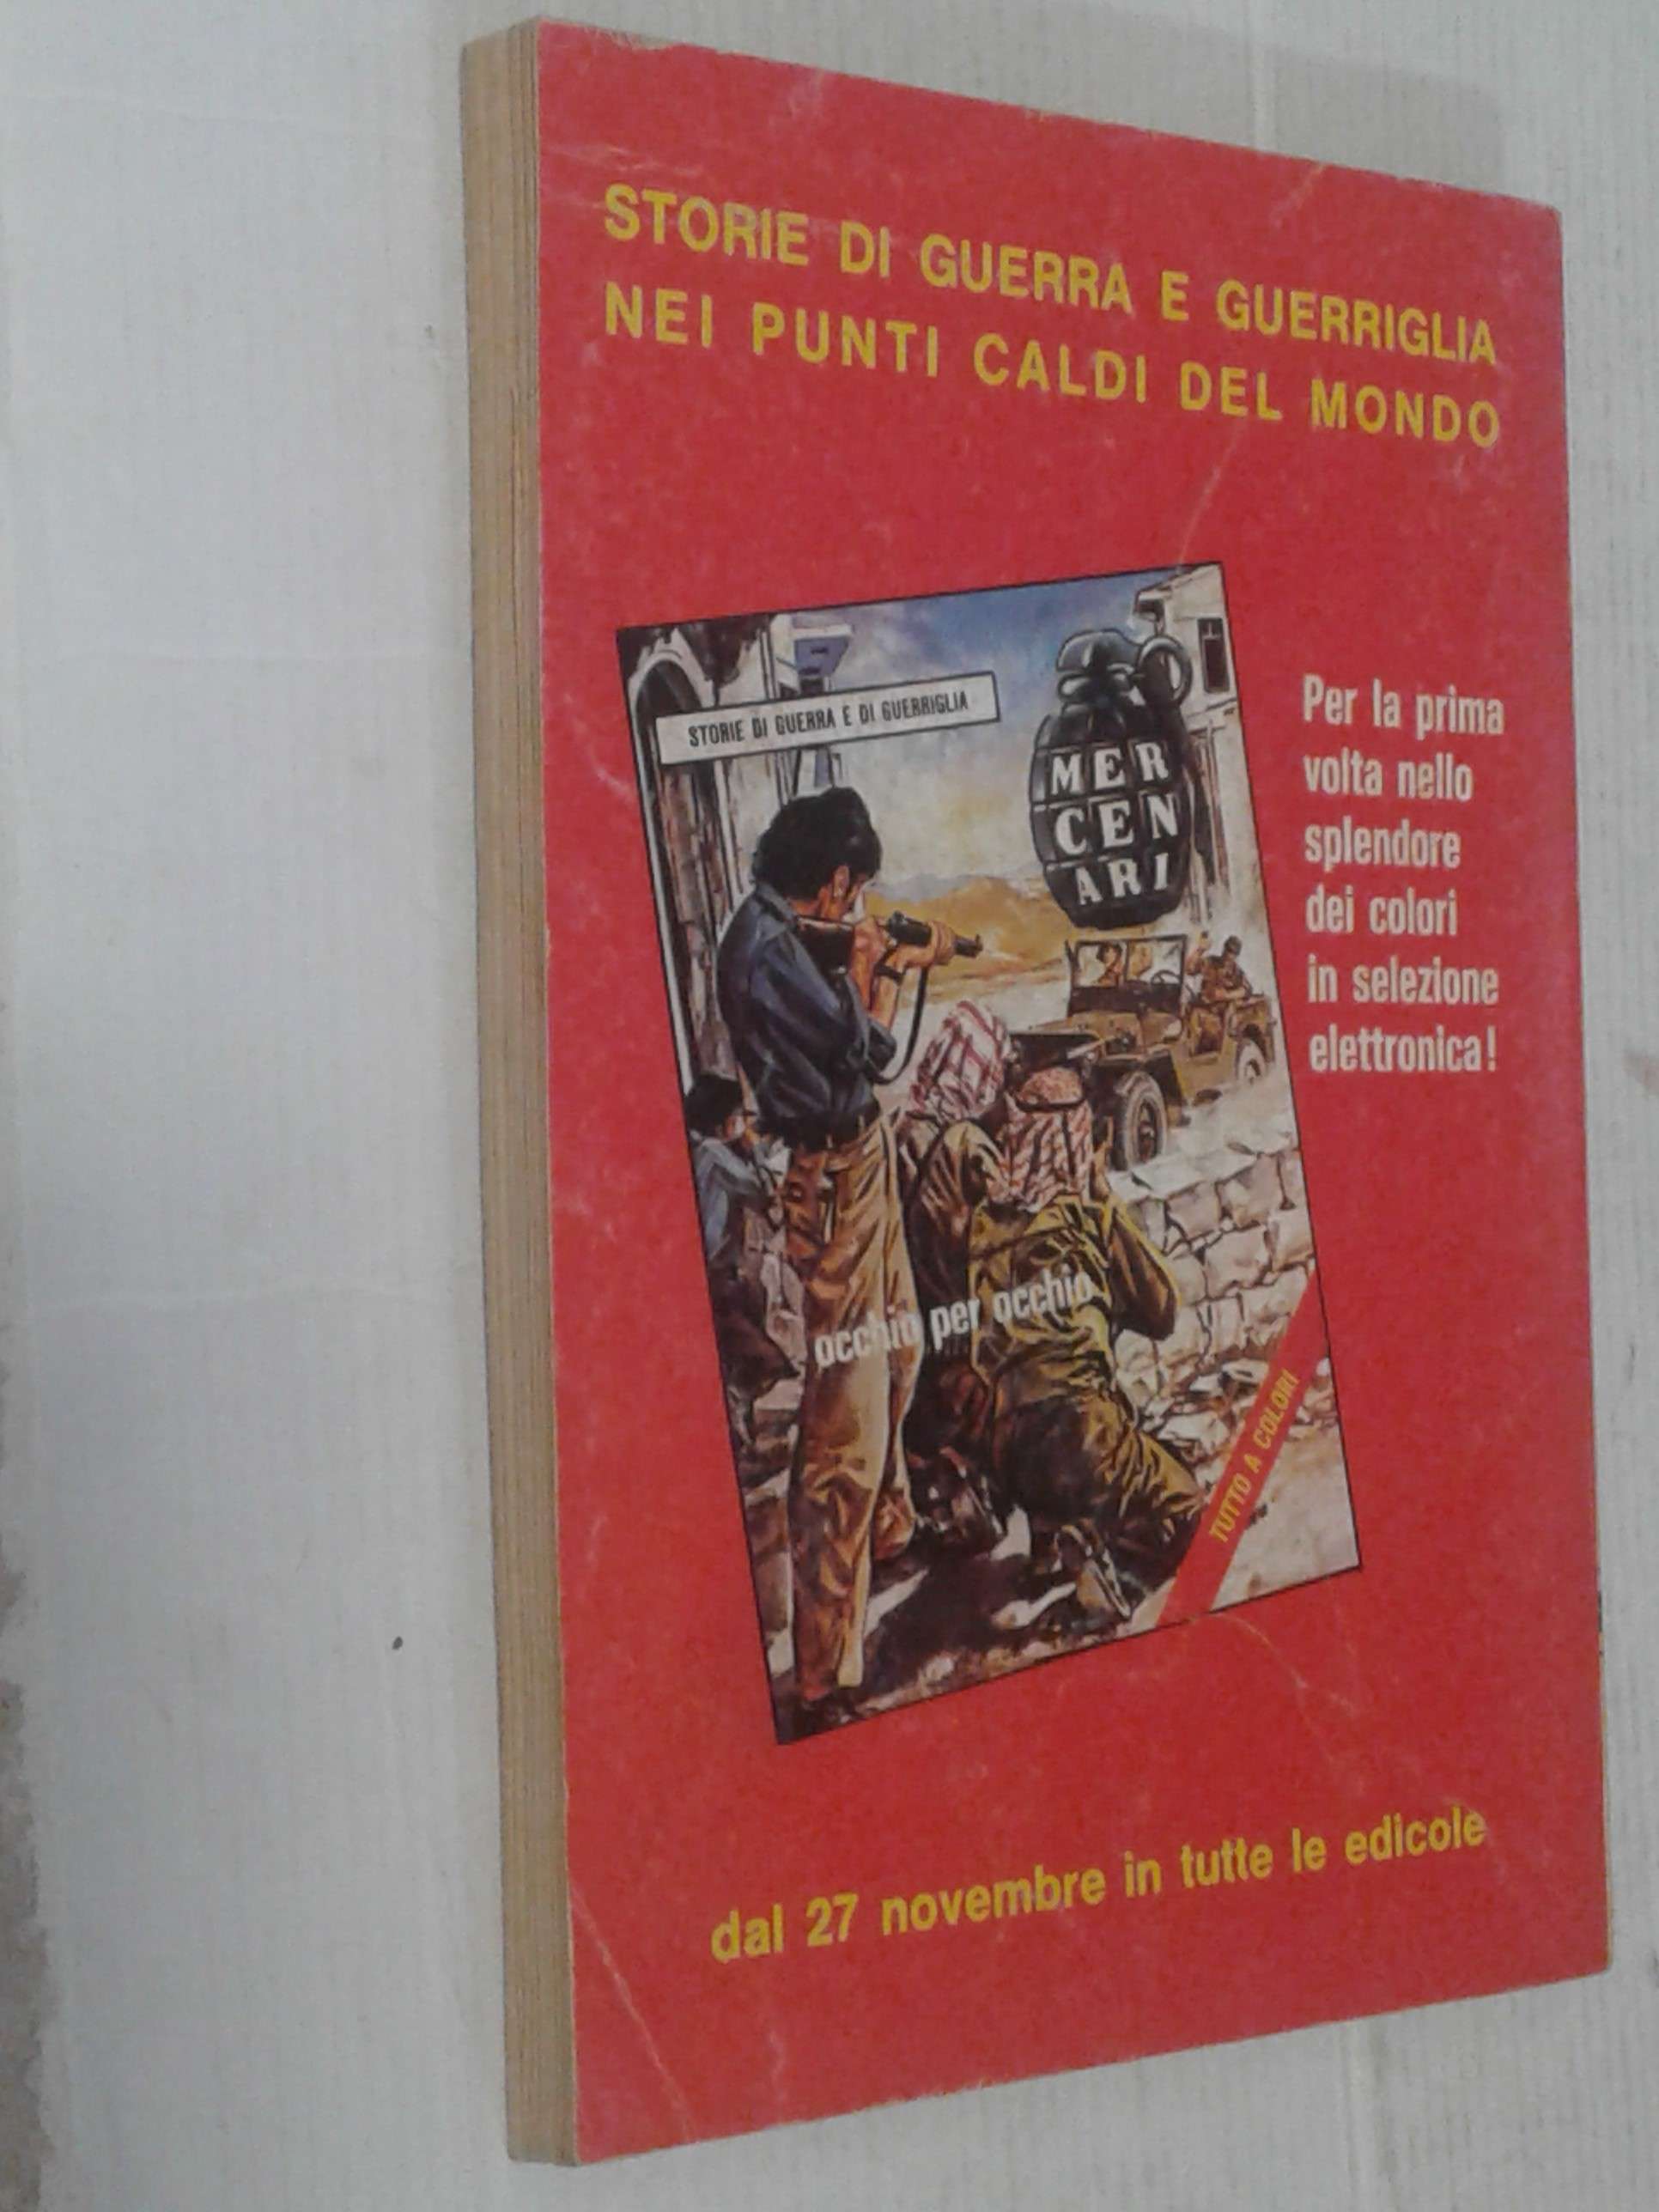 STORIE DI GUERRA E GUERRIGLIA
NEI PUNTI CALDI DEL MONDO
STORIE DI GUERRA E DI GUERRIGLIA
MER
CEN
ARI
occhio per occhio
TUTTO A COLORI
Per la prima
volta nello
splendore
dei colori
in selezione
elettronica!
dal 27 novembre in tutte le edicole